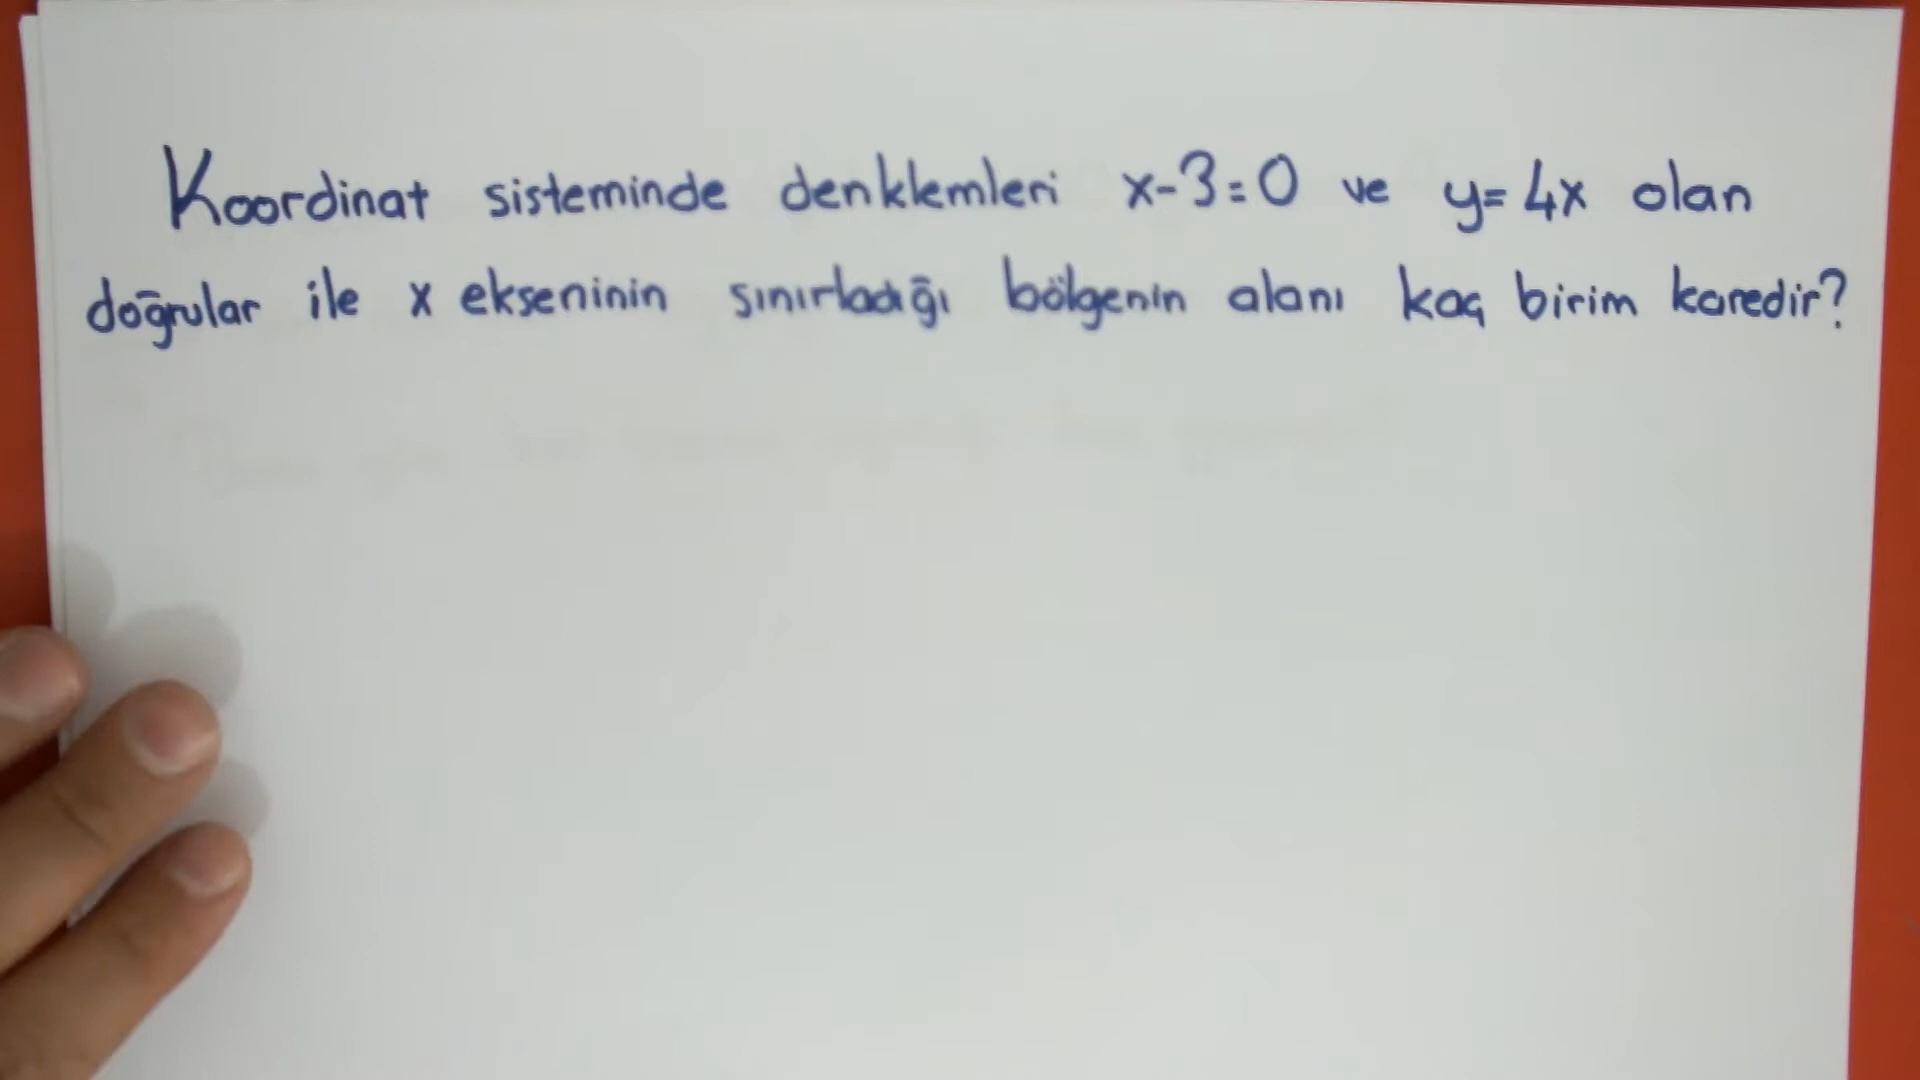 Koordinat sisteminde denklemleri x-3=0 ve y=4x olan
doğrular ile x ekseninin sınırladığı bölgenin alanı kaç birim karedir?